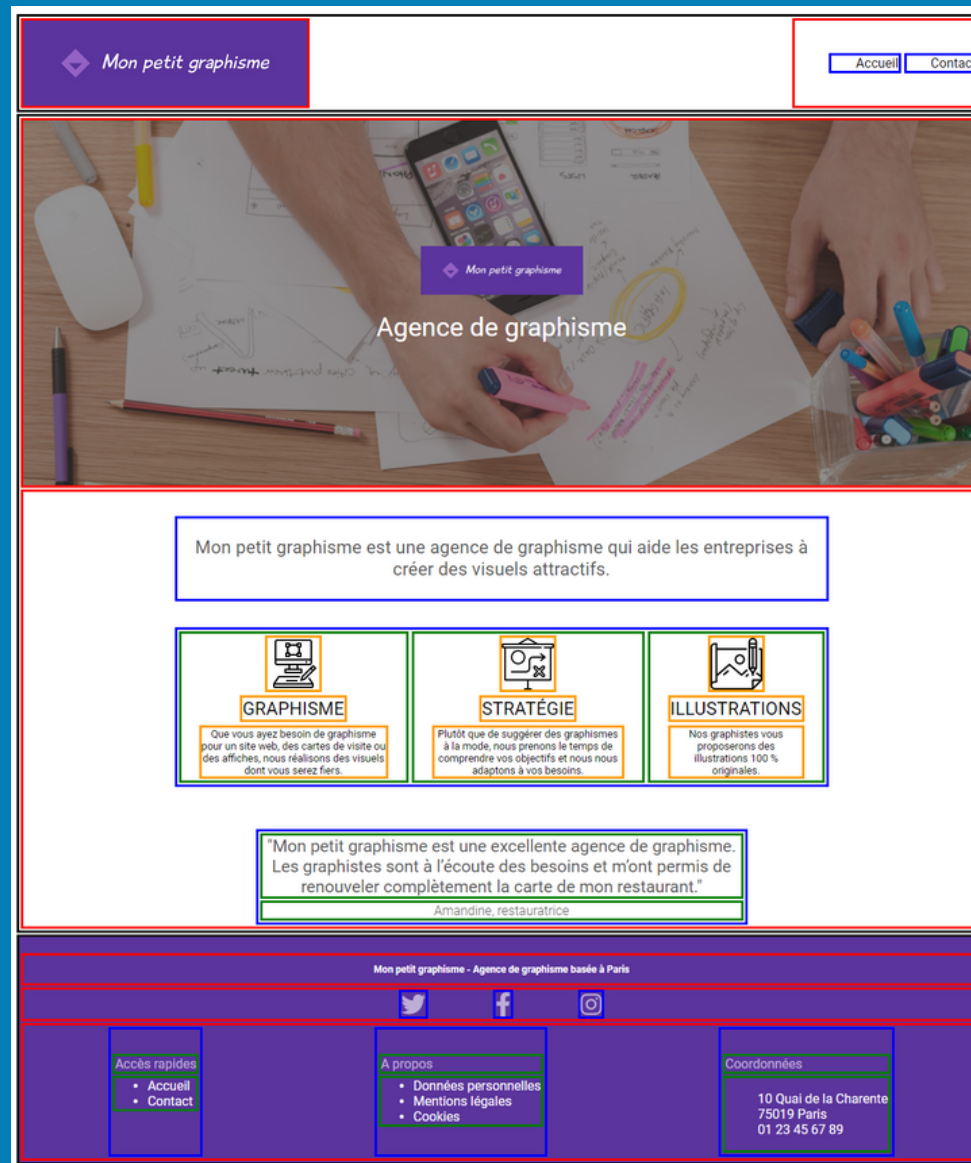 Mon petit graphisme
Accueil
Contac
Mon petit graphisme
Agence de graphisme
Mon petit graphisme est une agence de graphisme qui aide les entreprises à
créer des visuels attractifs.
GRAPHISME
Que vous ayez besoin de graphisme
pour un site web, des cartes de visite ou
des affiches, nous réalisons des visuels
dont vous serez fiers.
STRATÉGIE
Plutôt que de suggérer des graphismes
à la mode, nous prenons le temps de
comprendre vos objectifs et nous nous
adaptons à vos besoins.
ILLUSTRATIONS
Nos graphistes vous
proposerons des
illustrations 100 %
originales.
"Mon petit graphisme est une excellente agence de graphisme.
Les graphistes sont à l'écoute des besoins et m'ont permis de
renouveler complètement la carte de mon restaurant."
Amandine, restauratrice
Mon petit graphisme - Agence de graphisme basée à Paris
Accès rapides
• Accueil
• Contact
A propos
• Données personnelles
• Mentions légales
• Cookies
Coordonnées
10 Quai de la Charente
75019 Paris
01 23 45 67 89